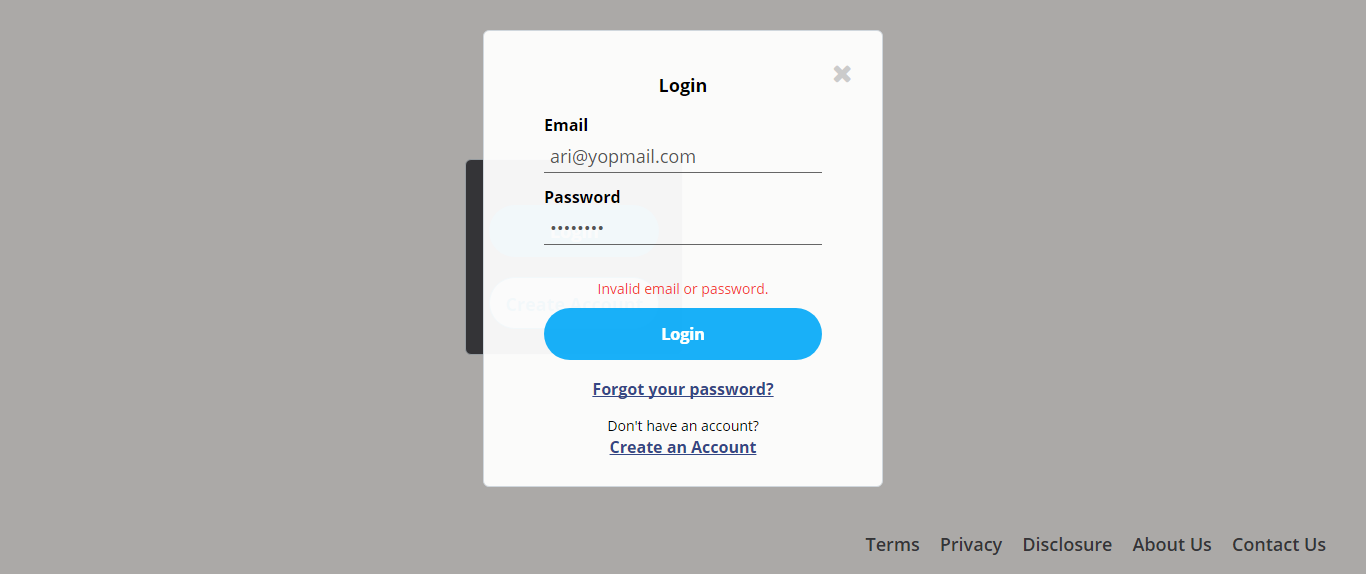 Login
Email
ari@yopmail.com
Password
••••••••
Invalid email or password.
Login
Forgot your password?
Don't have an account?
Create an Account
Terms Privacy Disclosure About Us Contact Us